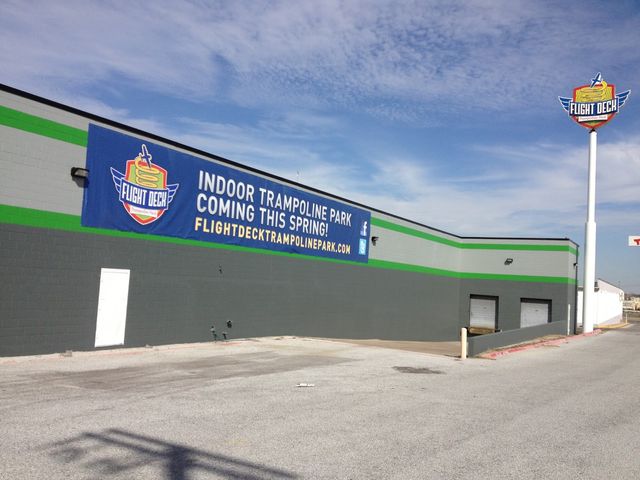 FLIGHT DECK
INDOOR TRAMPOLINE PARK
COMING THIS SPRING!
FLIGHTDECKTRAMPOLINEPARK.COM
f
FLIGHT DECK